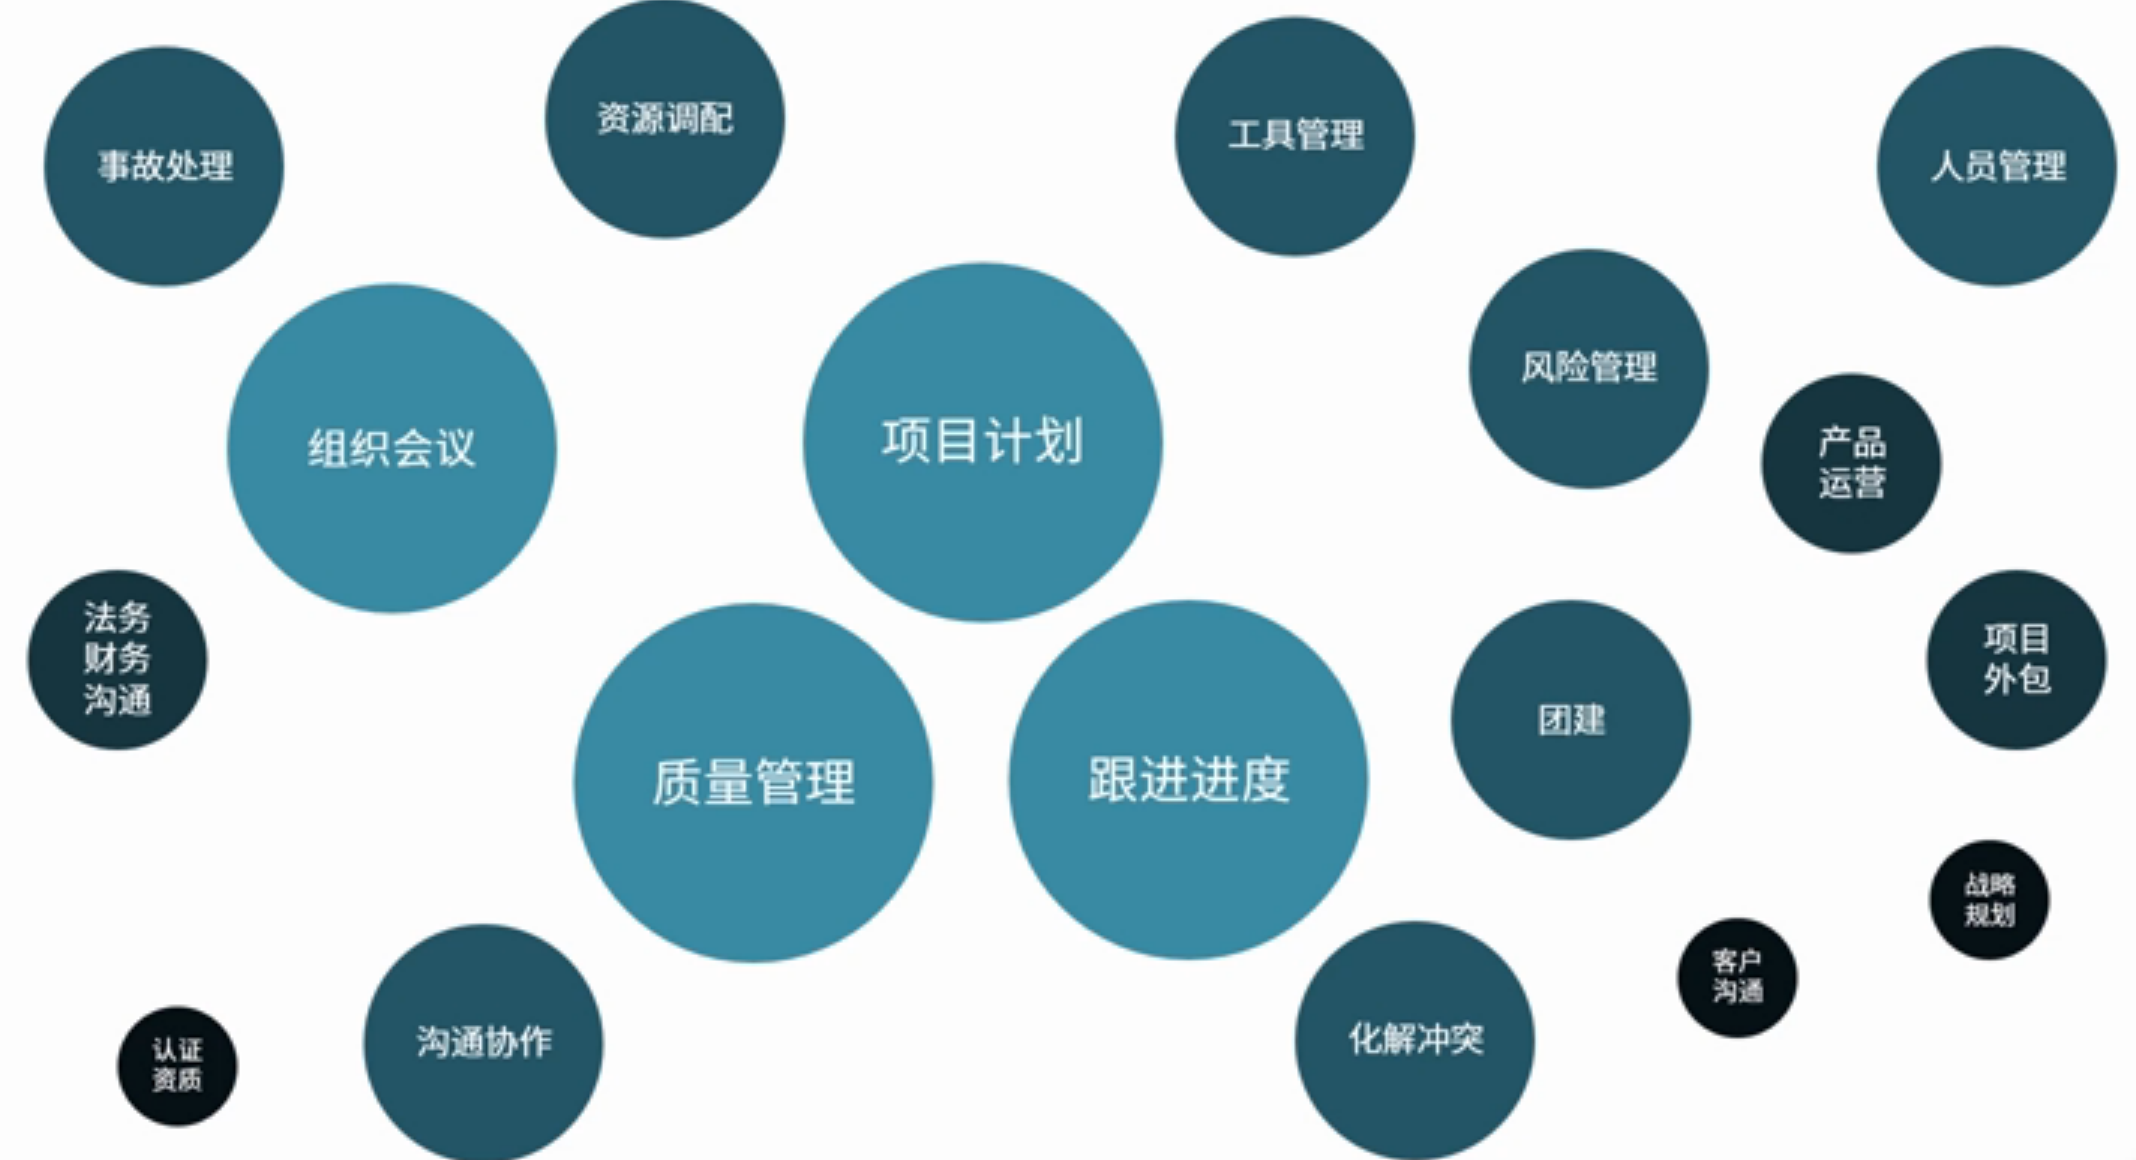 资源调配
工具管理
事故处理
人员管理
风险管理
项目计划
组织会议
产品
运营
法务
财务
沟通
项目
外包
团建
质量管理
跟进进度
战略
规划
客户
沟通
化解冲突
沟通协作
认证
资质